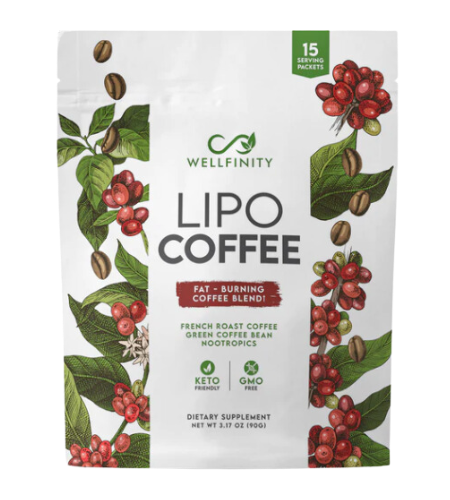 15
SERVING
PACKETS
WELLFINITY
LIPO
COFFEE
FAT - BURNING
COFFEE BLEND!
FRENCH ROAST COFFEE
GREEN COFFEE BEAN
NOOTROPICS
KETO
FRIENDLY
GMO
FREE
DIETARY SUPPLEMENT
NET WT 3.17 OZ (90G)